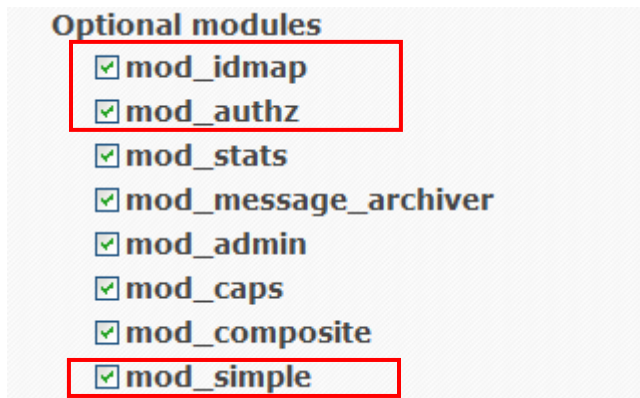 Optional modules
mod_idmap
mod_authz
mod_stats
mod_message_archiver
mod_admin
mod_caps
mod_composite
mod_simple